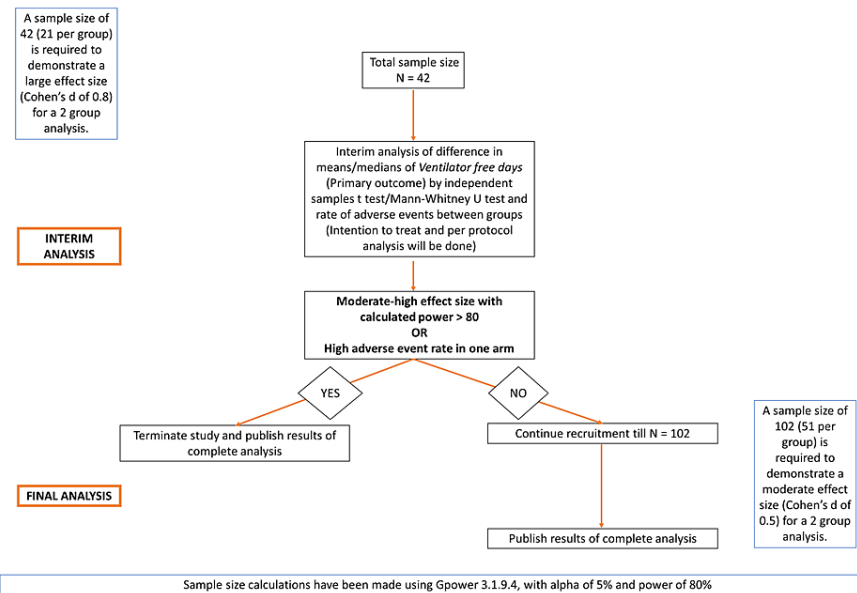 A sample size of
42 (21 per group)
is required to
demonstrate a
large effect size
(Cohen's d of 0.8)
for a 2 group
analysis.
Total sample size
N = 42
Interim analysis of difference in
means/medians of Ventilator free days
(Primary outcome) by independent
samples t test/Mann-Whitney U test and
rate of adverse events between groups
(Intention to treat and per protocol
analysis will be done)
INTERIM
ANALYSIS
Moderate-high effect size with
calculated power > 80
OR
High adverse event rate in one arm
YES
NO
Terminate study and publish results of
complete analysis
Continue recruitment till N = 102
A sample size of
102 (51 per
group) is
required to
demonstrate a
moderate effect
size (Cohen's d of
0.5) for a 2 group
analysis.
FINAL ANALYSIS
Publish results of complete analysis
Sample size calculations have been made using Gpower 3.1.9.4, with alpha of 5% and power of 80%